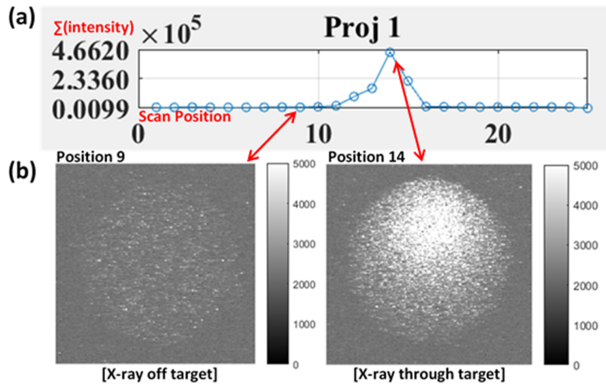 (a)
∑(intensity)
×10⁵
Proj 1
4.6620
2.3360
0.0099
Scan Position
0 10 20
(b)
Position 9
Position 14
5000 5000
4000 4000
3000 3000
2000 2000
1000 1000
0 0
[X-ray off target]
[X-ray through target]